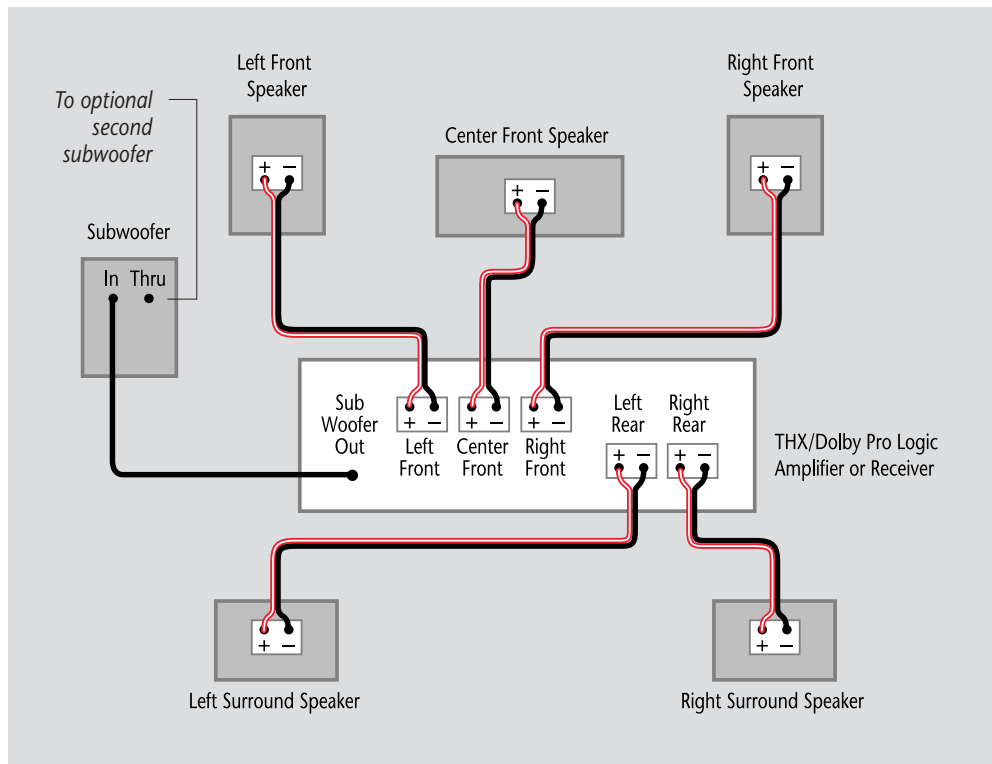 Left Front
Speaker
Right Front
Speaker
To optional
second
subwoofer
Center Front Speaker
+ −
+ −
+ −
Subwoofer
In Thru
Sub
Woofer
Out
+ −
Left
Front
+ −
Center
Front
+ −
Right
Front
Left
Rear
+ −
Right
Rear
+ −
THX/Dolby Pro Logic
Amplifier or Receiver
+ −
Left Surround Speaker
+ −
Right Surround Speaker